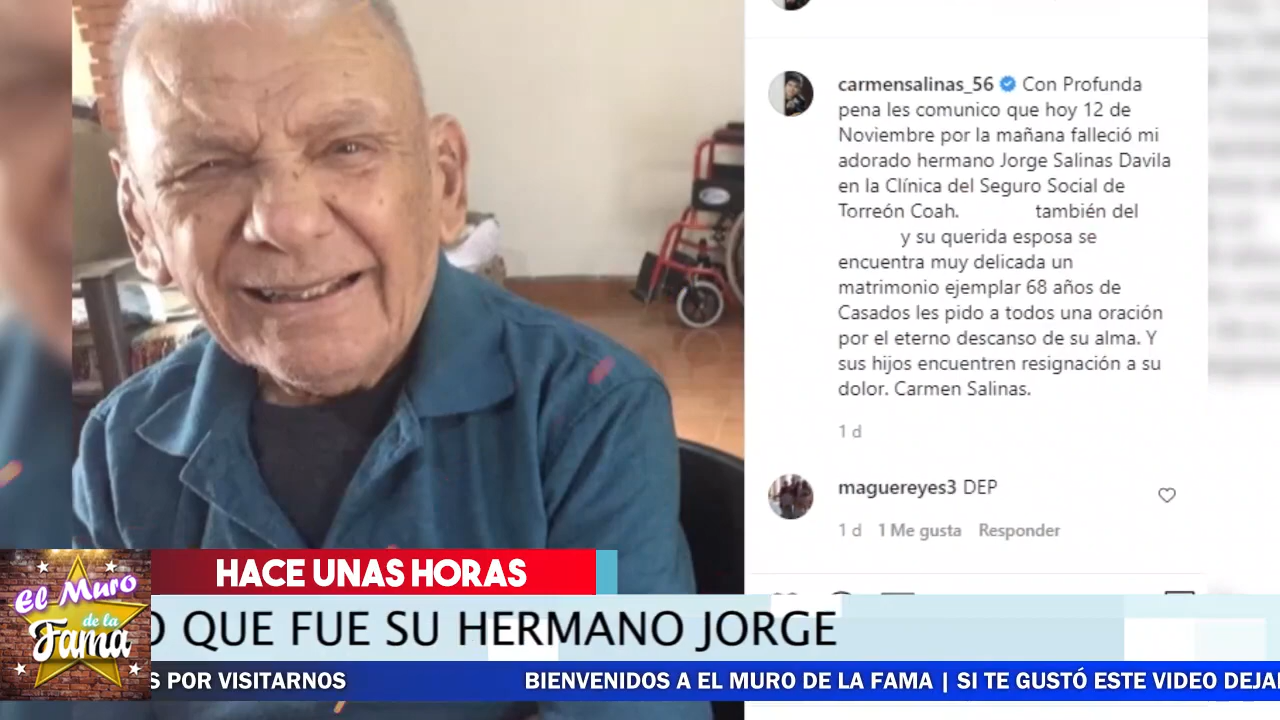 carmensalinas_56 Con Profunda
pena les comunico que hoy 12 de
Noviembre por la mañana falleció mi
adorado hermano Jorge Salinas Davila
en la Clínica del Seguro Social de
Torreón Coah. también del
y su querida esposa se
encuentra muy delicada un
matrimonio ejemplar 68 años de
Casados les pido a todos una oración
por el eterno descanso de su alma. Y
sus hijos encuentren resignación a su
dolor. Carmen Salinas.
1 d
maguereyes3 DEP
1 d 1 Me gusta Responder
HACE UNAS HORAS
O QUE FUE SU HERMANO JORGE
El Muro
de la
Fama
S POR VISITARNOS BIENVENIDOS A EL MURO DE LA FAMA | SI TE GUSTÓ ESTE VIDEO DEJA